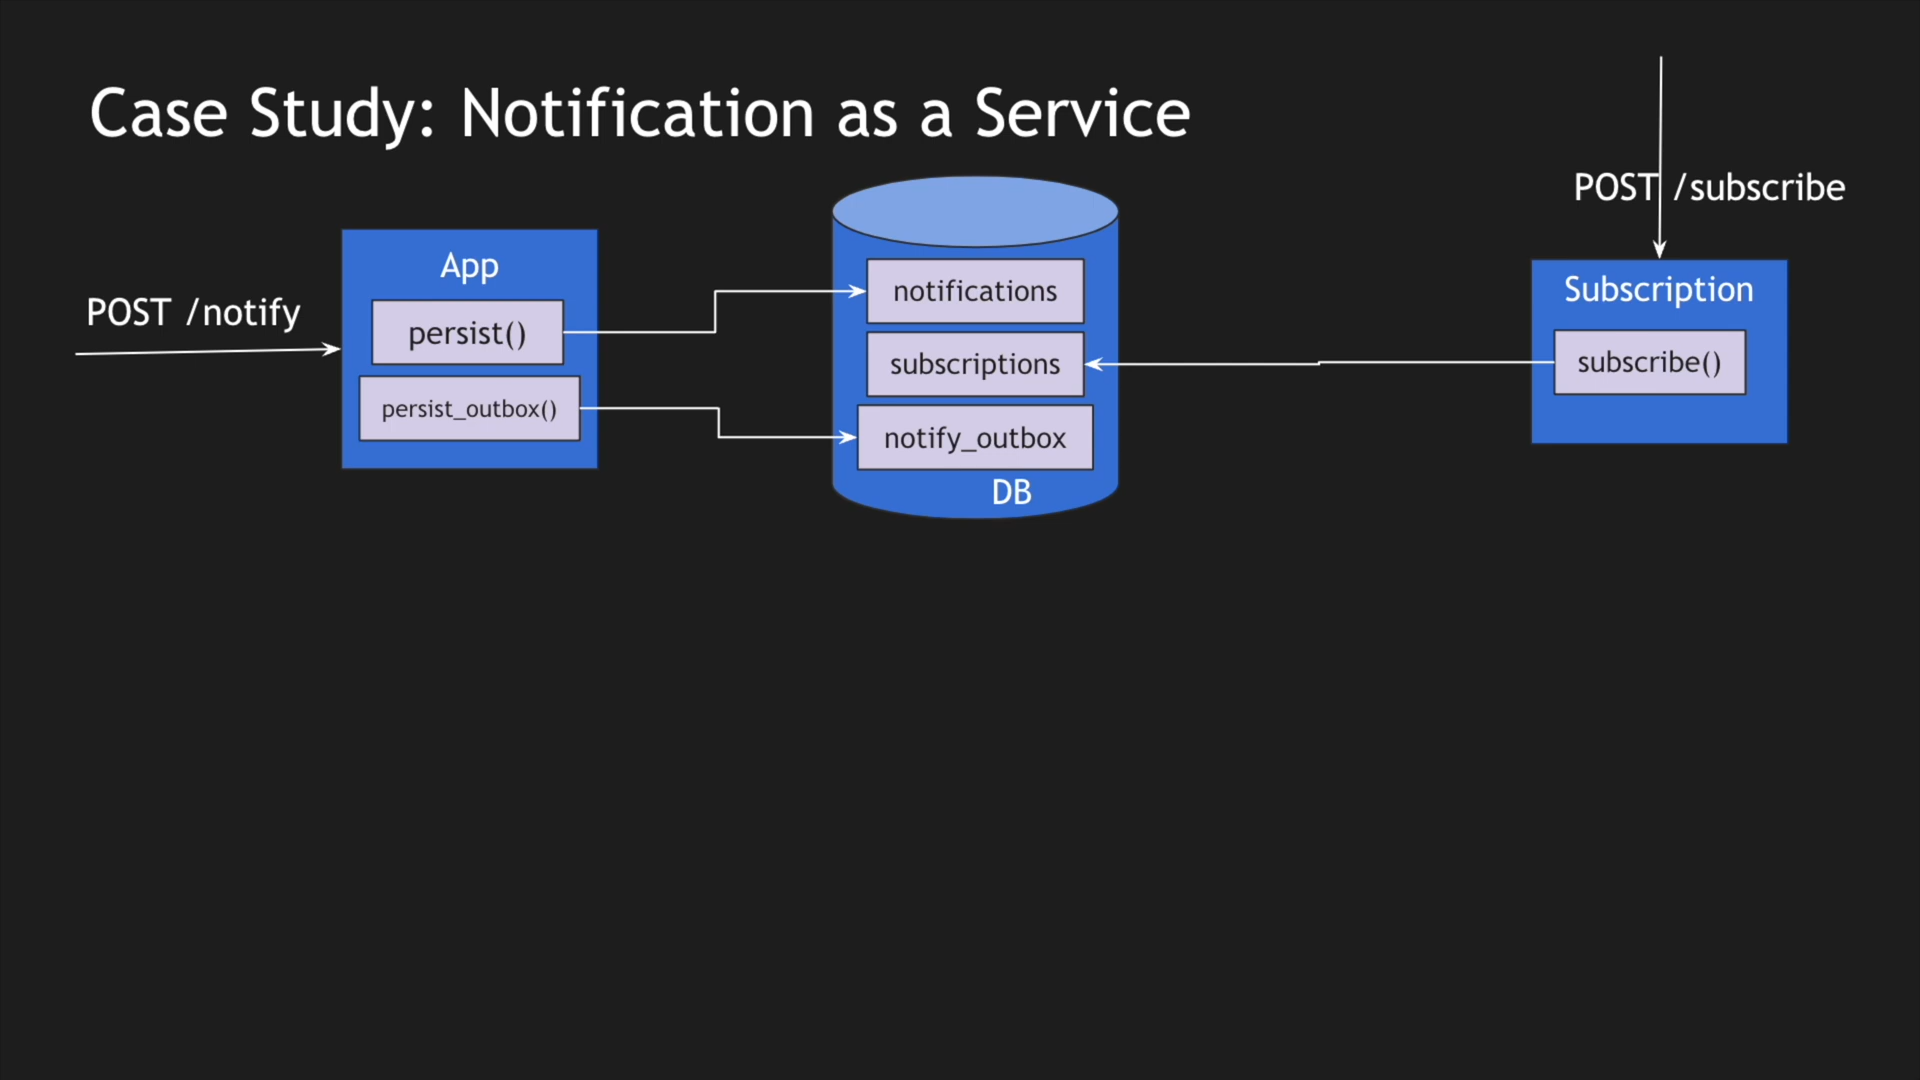 Case Study: Notification as a Service
POST /notify
App
persist()
persist_outbox()
notifications
subscriptions
notify_outbox
DB
POST /subscribe
Subscription
subscribe()